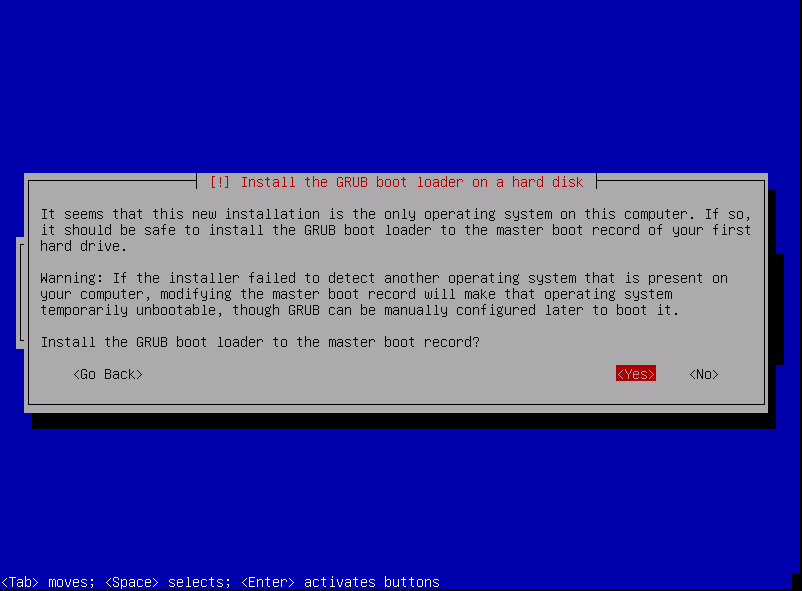 [!] Install the GRUB boot loader on a hard disk
It seems that this new installation is the only operating system on this computer. If so,
it should be safe to install the GRUB boot loader to the master boot record of your first
hard drive.
Warning: If the installer failed to detect another operating system that is present on
your computer, modifying the master boot record will make that operating system
temporarily unbootable, though GRUB can be manually configured later to boot it.
Install the GRUB boot loader to the master boot record?
<Go Back> <Yes> <No>
<Tab> moves; <Space> selects; <Enter> activates buttons